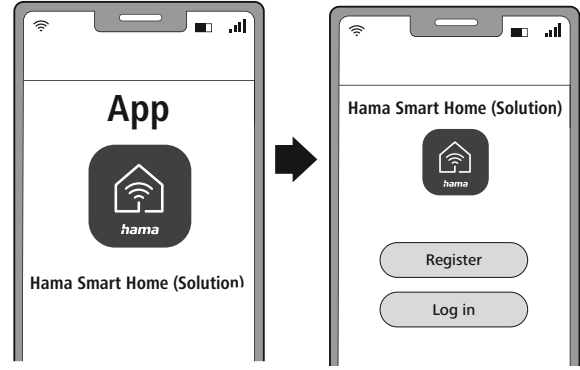 App
hama
Hama Smart Home (Solution)
Hama Smart Home (Solution)
hama
Register
Log in